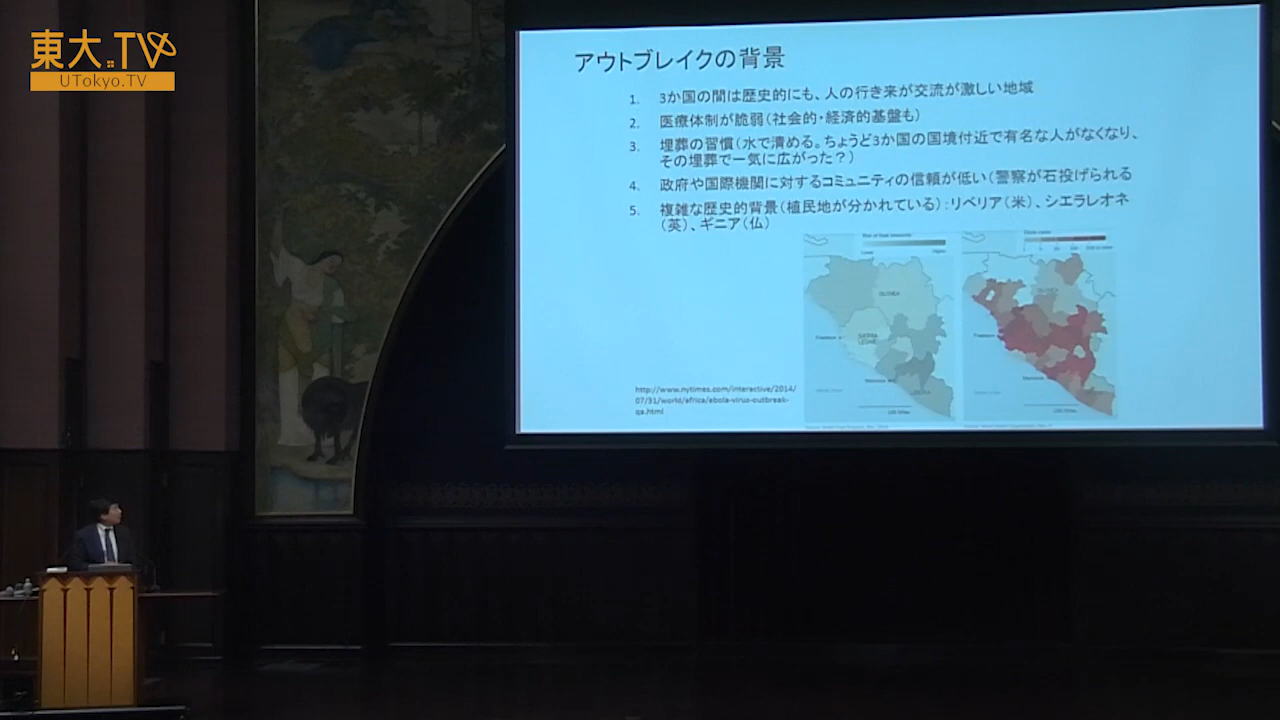 東大TV
UTokyo.TV
アウトブレイクの背景
1. 3か国の間は歴史的にも、人の行き来が交流が激しい地域
2. 医療体制が脆弱(社会的・経済的基盤も)
3. 埋葬の習慣(水で清める。ちょうど3か国の国境付近で有名な人がなくなり、
その埋葬で一気に広がった?)
4. 政府や国際機関に対するコミュニティの信頼が低い(警察が石投げられる
5. 複雑な歴史的背景(植民地が分かれている):リベリア(米)、シエラレオネ
(英)、ギニア(仏)
GUINEA
SIERRA
LEONE
http://www.nytimes.com/interactive/2014/
07/31/world/africa/ebola-virus-outbreak-
qa.html